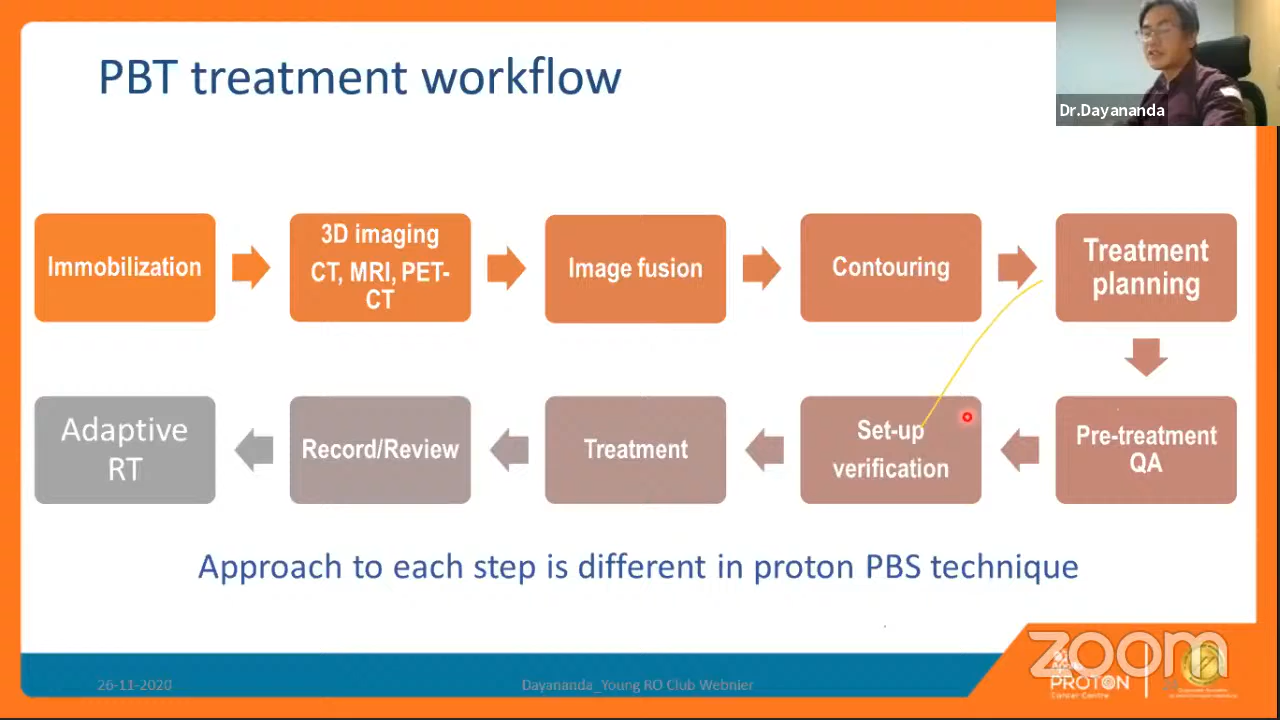 PBT treatment workflow
Dr.Dayananda
Immobilization
3D imaging
CT, MRI, PET-
CT
Image fusion
Contouring
Treatment
planning
Adaptive
RT
Record/Review
Treatment
Set-up
verification
Pre-treatment
QA
Approach to each step is different in proton PBS technique
26-11-2020
Dayananda_Young RO Club Webnier
zoom
PROTON
Cancer Centre